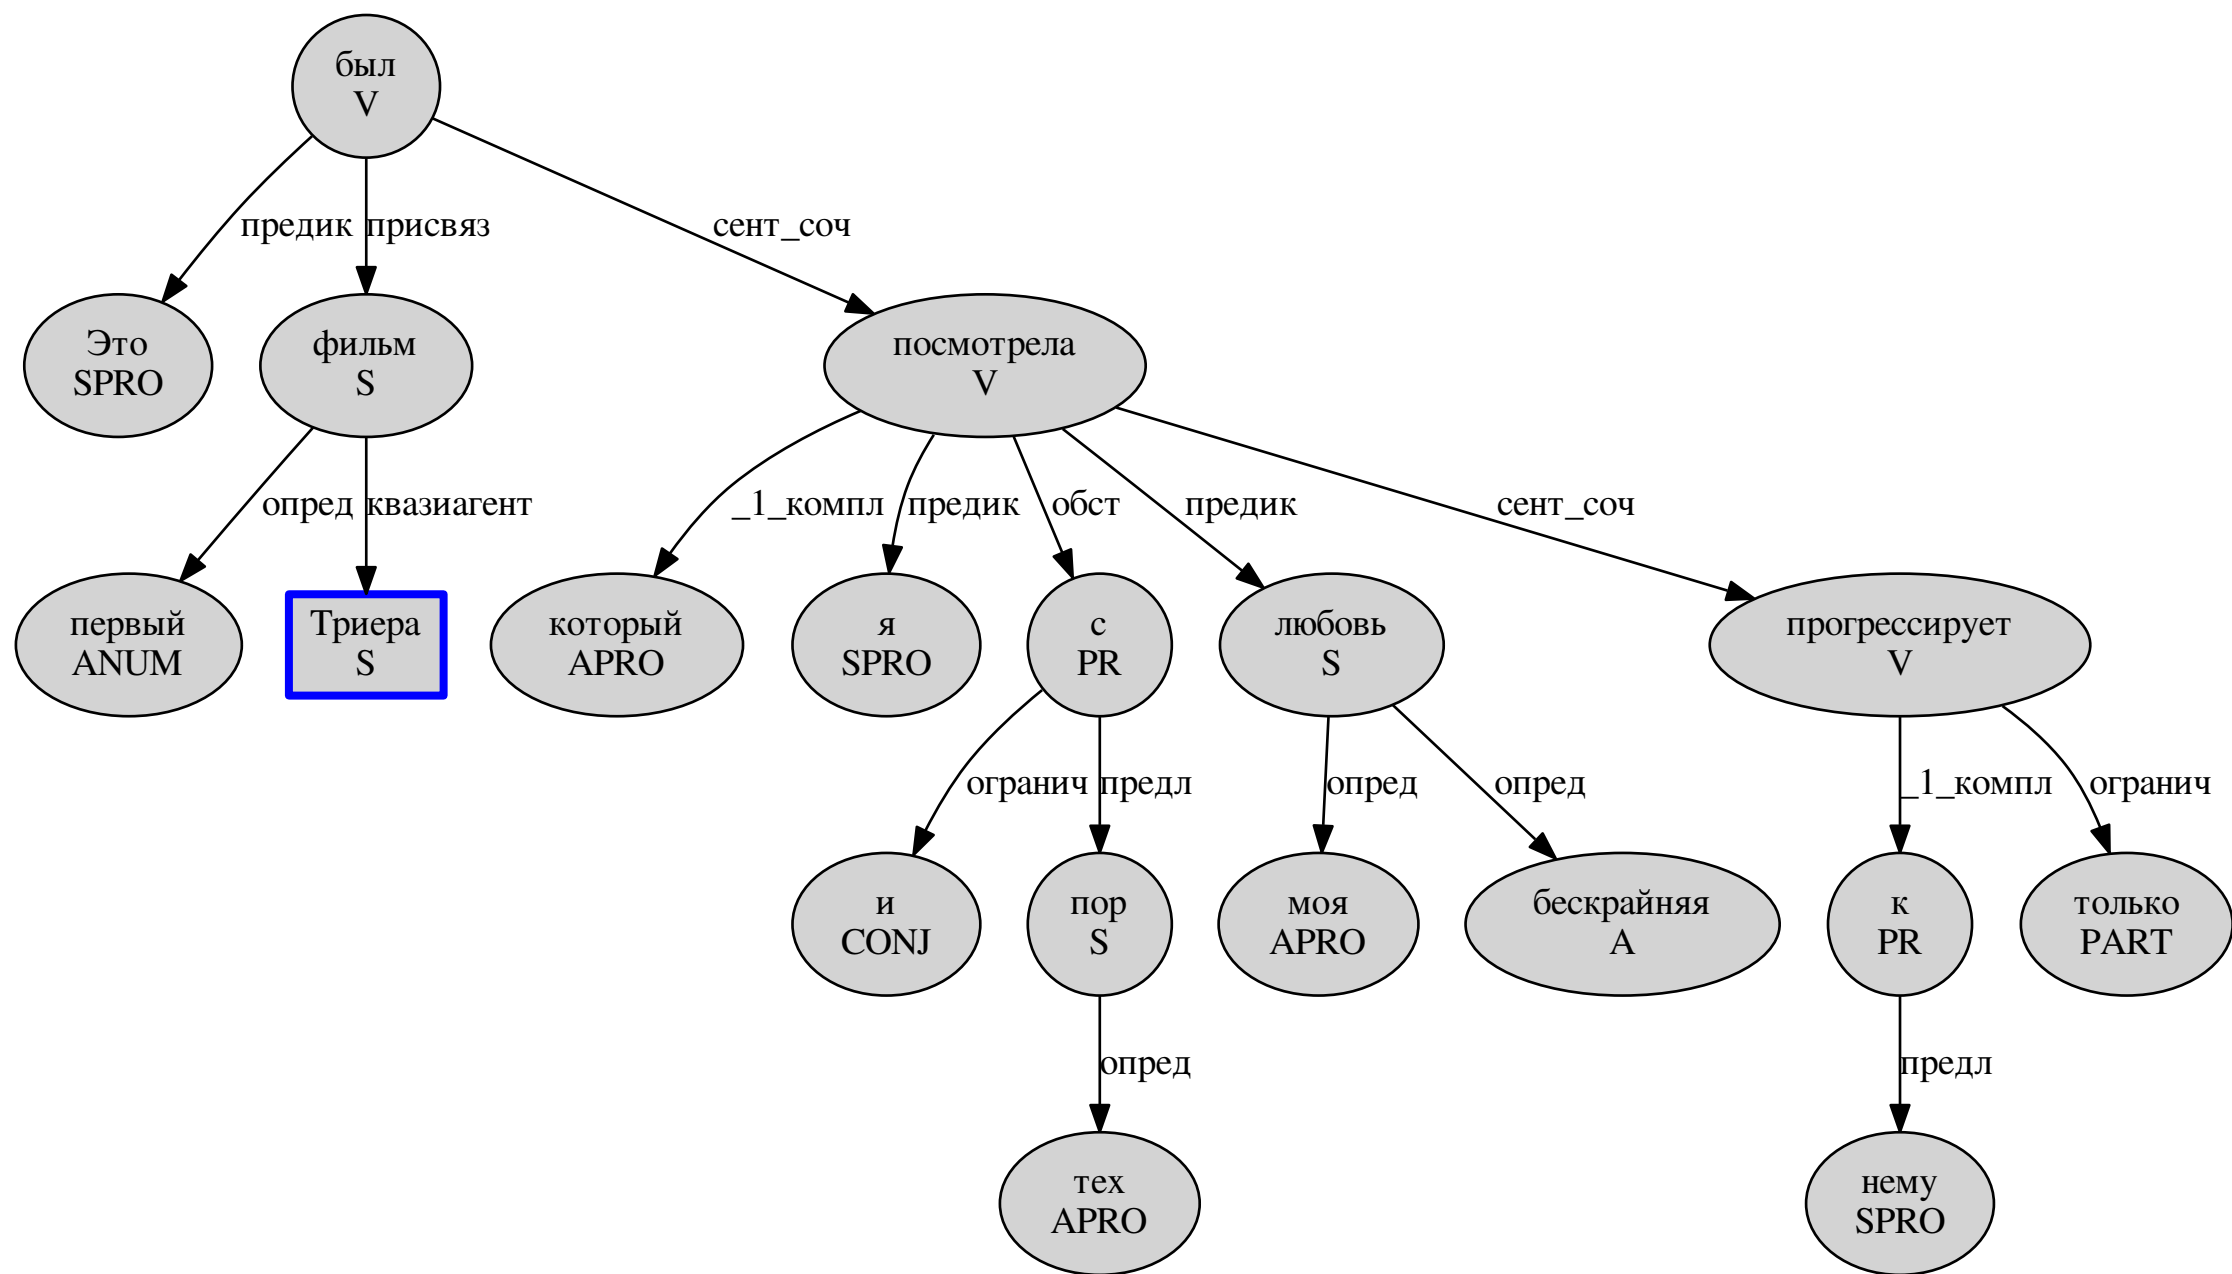 был
V
предик
присвяз
сент_соч
Это
SPRO
фильм
S
посмотрела
V
опред
квазиагент
_1_компл
предик
обст
предик
сент_соч
первый
ANUM
Триера
S
который
APRO
я
SPRO
с
PR
любовь
S
прогрессирует
V
огранич
предл
опред
опред
_1_компл
огранич
и
CONJ
пор
S
моя
APRO
бескрайняя
A
к
PR
только
PART
опред
предл
тех
APRO
нему
SPRO